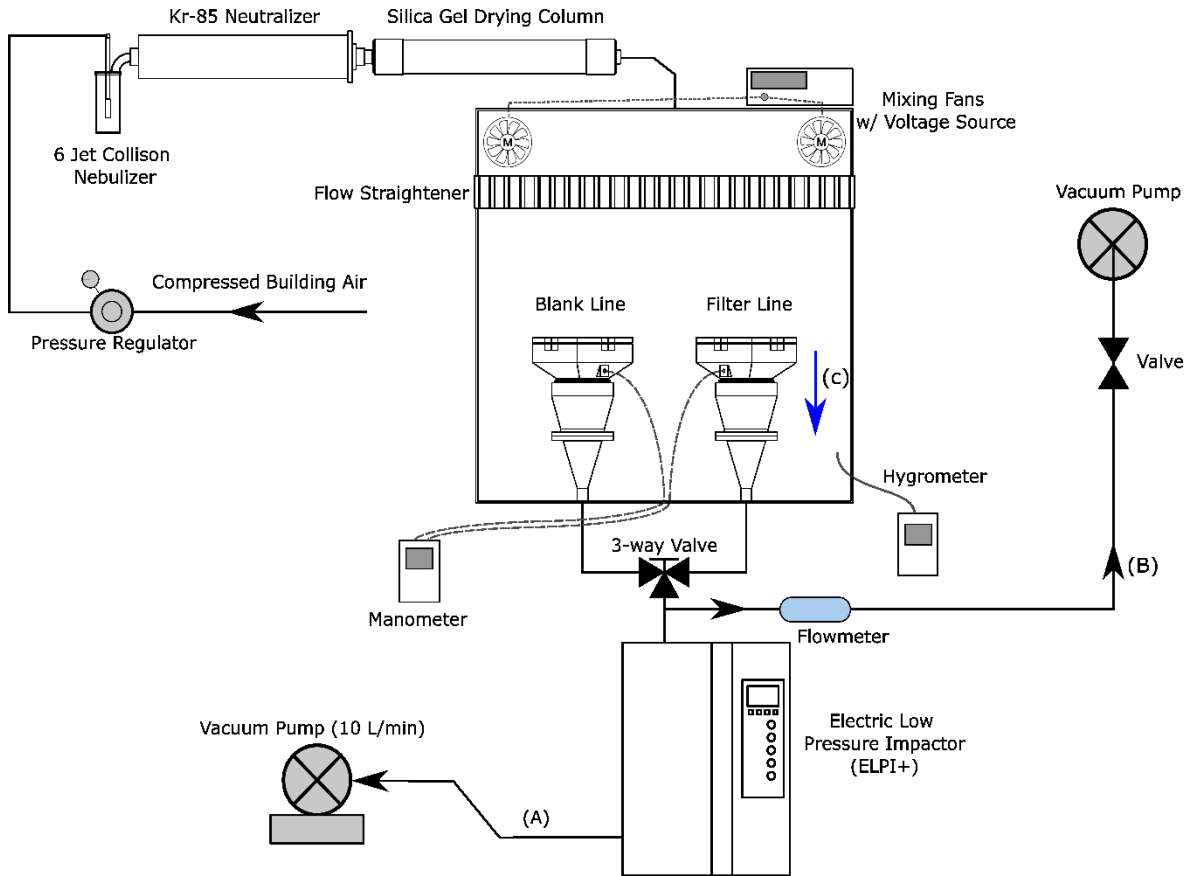 Kr-85 Neutralizer
Silica Gel Drying Column
Mixing Fans
w/ Voltage Source
M
M
6 Jet Collison
Nebulizer
Flow Straightener
Vacuum Pump
Compressed Building Air
Pressure Regulator
Blank Line
Filter Line
(c)
Valve
Hygrometer
3-way Valve
Manometer
(B)
Flowmeter
Vacuum Pump (10 L/min)
Electric Low
Pressure Impactor
(ELPI+)
(A)